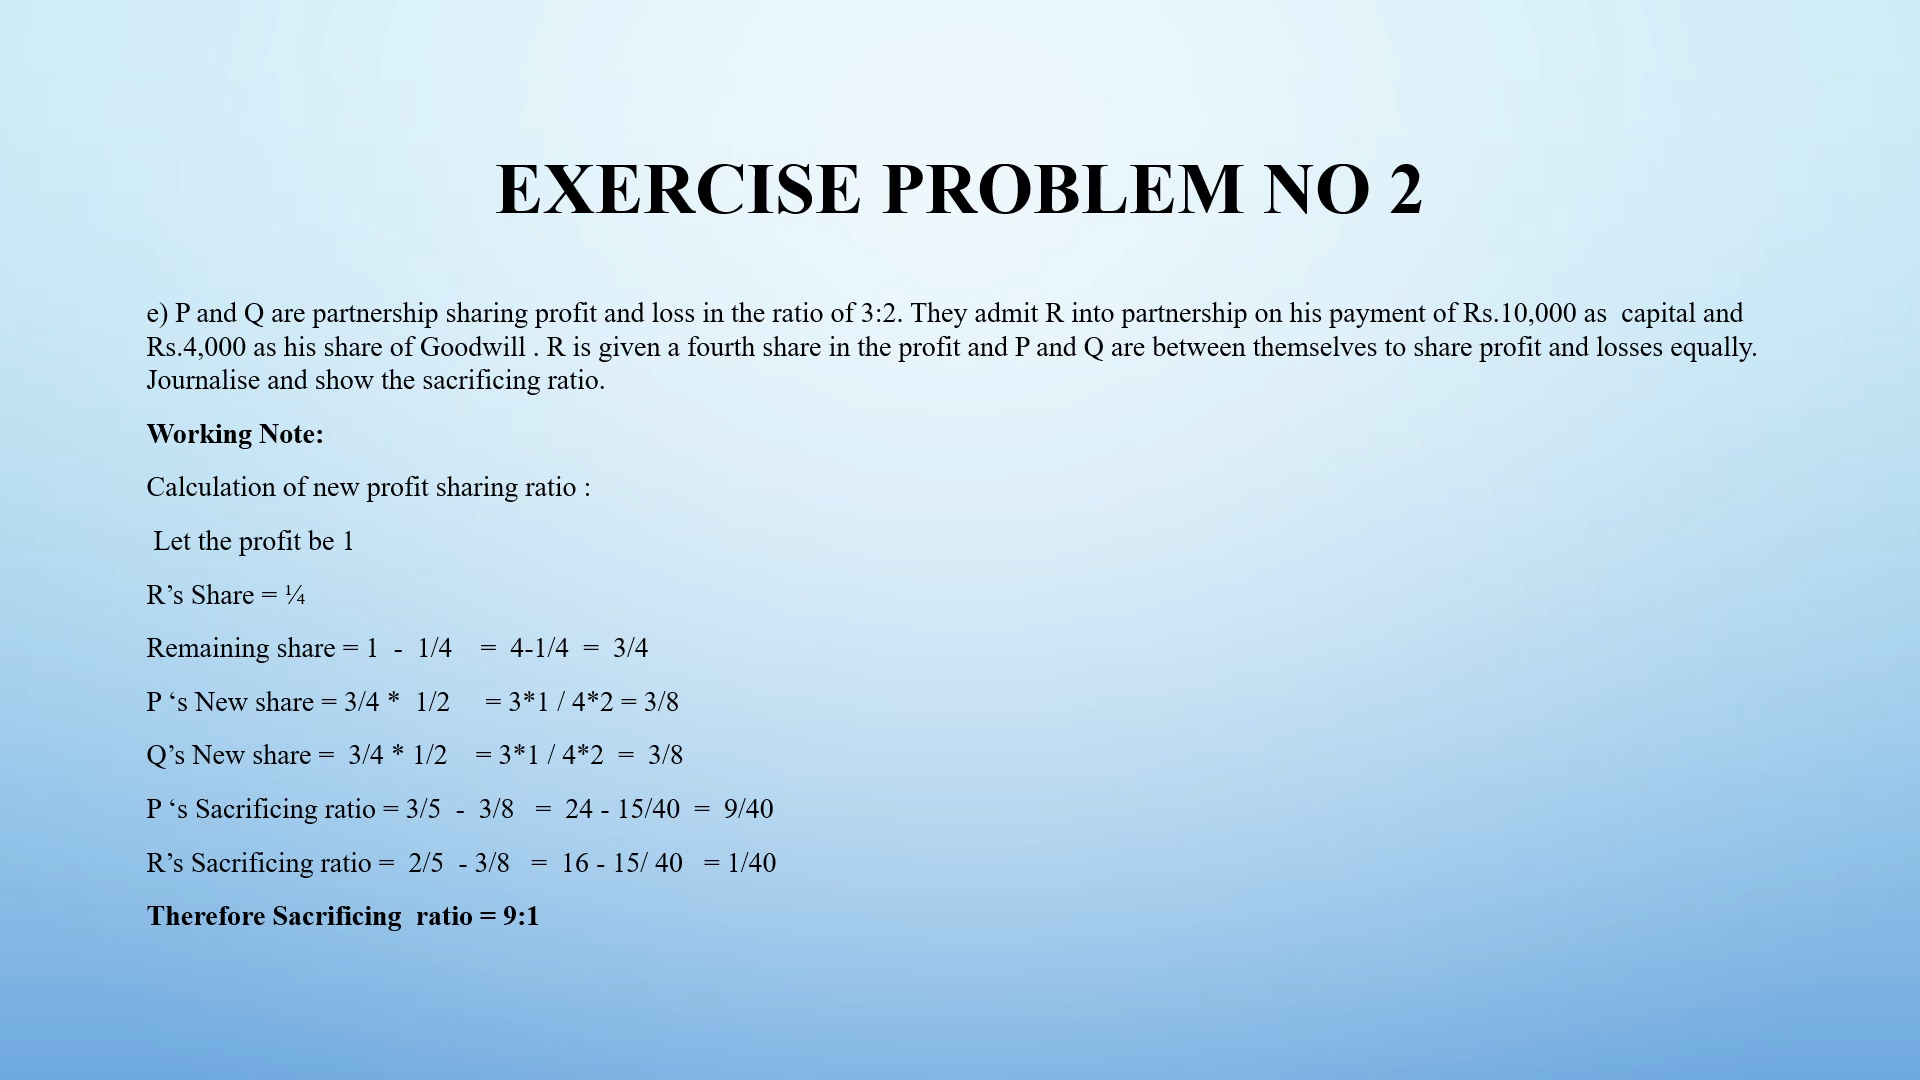 EXERCISE PROBLEM NO 2
e) P and Q are partnership sharing profit and loss in the ratio of 3:2. They admit R into partnership on his payment of Rs.10,000 as  capital and
Rs.4,000 as his share of Goodwill . R is given a fourth share in the profit and P and Q are between themselves to share profit and losses equally.
Journalise and show the sacrificing ratio.
Working Note:
Calculation of new profit sharing ratio :
Let the profit be 1
R’s Share = ¼
Remaining share = 1  -  1/4    =  4-1/4  =  3/4
P ‘s New share = 3/4 *  1/2     = 3*1 / 4*2 = 3/8
Q’s New share =  3/4 * 1/2    = 3*1 / 4*2  =  3/8
P ‘s Sacrificing ratio = 3/5  -  3/8   =  24 - 15/40  =  9/40
R’s Sacrificing ratio =  2/5  - 3/8   =  16 - 15/ 40   = 1/40
Therefore Sacrificing  ratio = 9:1